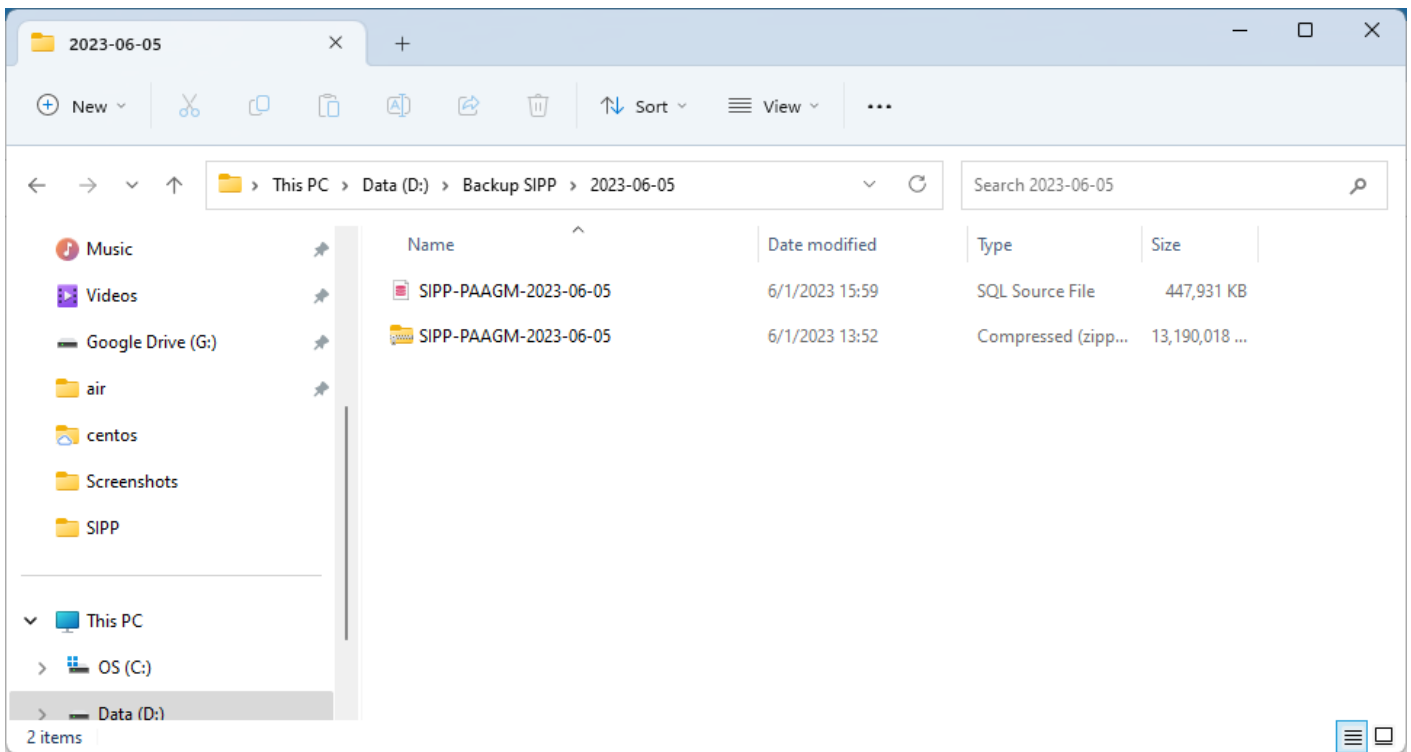 2023-06-05
New
Sort
View
This PC > Data (D:) > Backup SIPP > 2023-06-05
Search 2023-06-05
Music
Videos
Google Drive (G:)
air
centos
Screenshots
SIPP
This PC
OS (C:)
Data (D:)
Name Date modified Type Size
SIPP-PAAGM-2023-06-05 6/1/2023 15:59 SQL Source File 447,931 KB
SIPP-PAAGM-2023-06-05 6/1/2023 13:52 Compressed (zipp... 13,190,018 ...
2 items